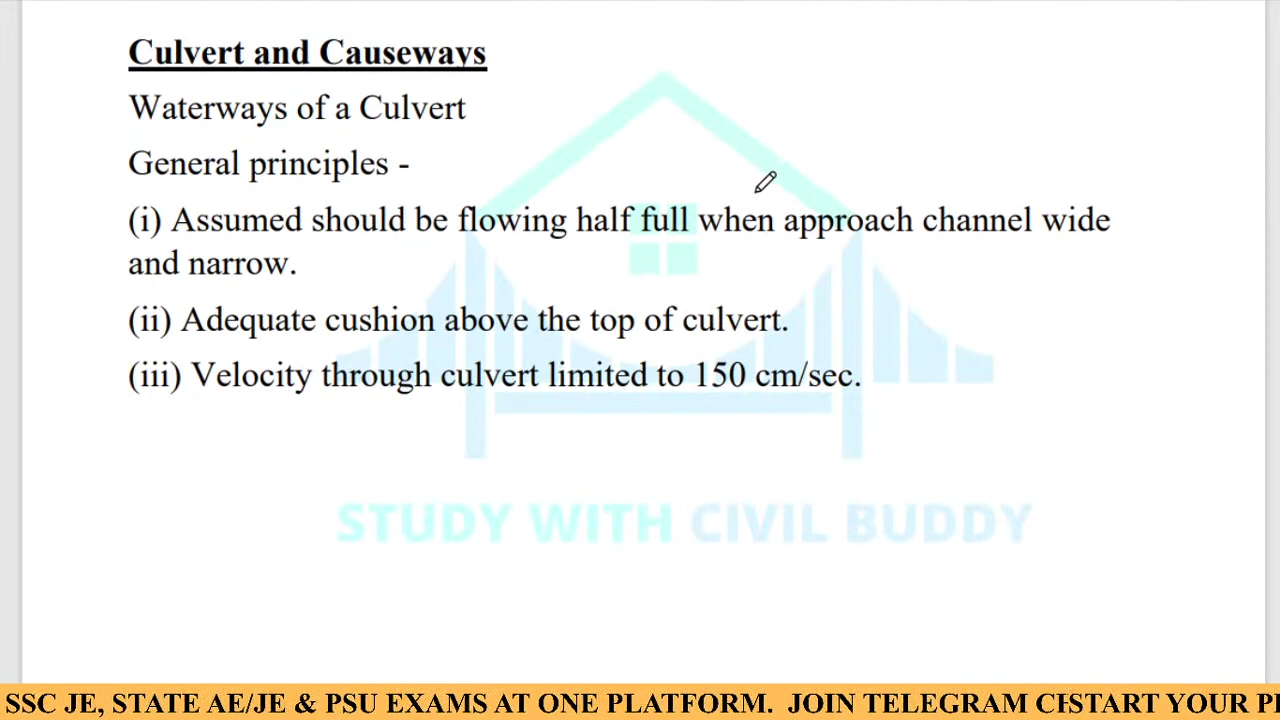 Culvert and Causeways
Waterways of a Culvert
General principles -
(i) Assumed should be flowing half full when approach channel wide
and narrow.
(ii) Adequate cushion above the top of culvert.
(iii) Velocity through culvert limited to 150 cm/sec.
STUDY WITH CIVIL BUDDY
SSC JE, STATE AE/JE & PSU EXAMS AT ONE PLATFORM. JOIN TELEGRAM